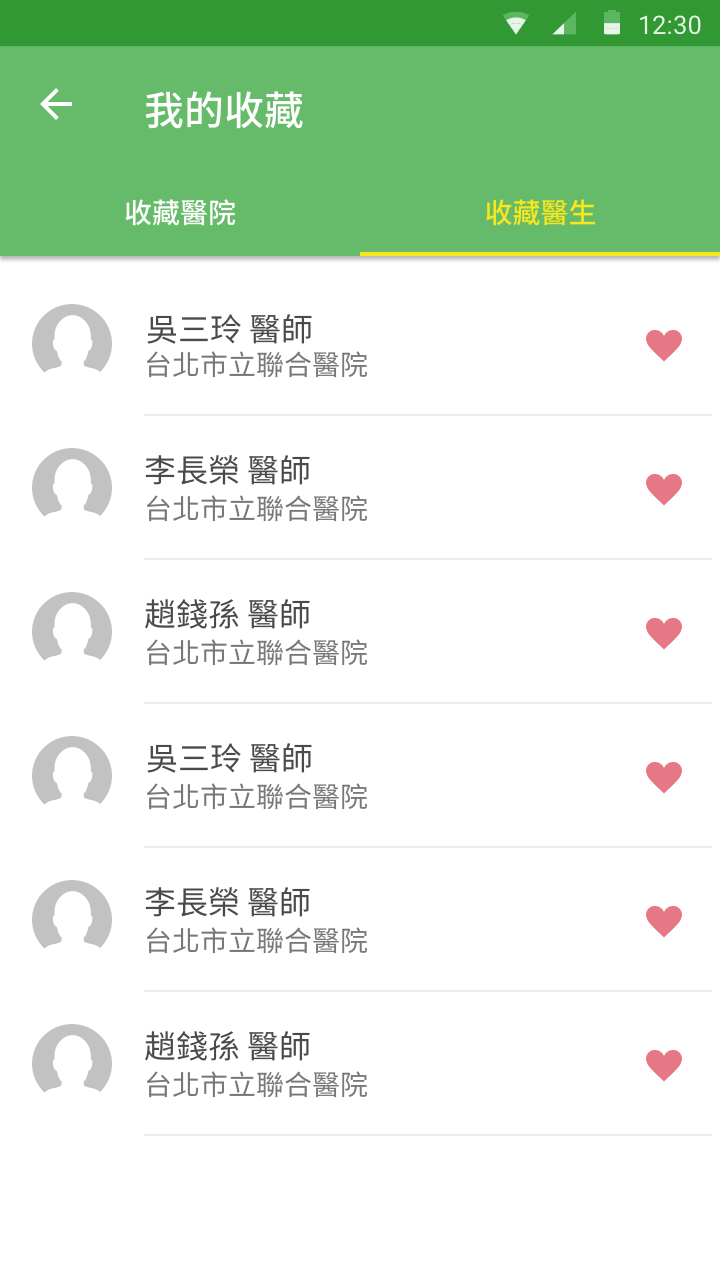 12:30
我的收藏
收藏醫院
收藏醫生
吳三玲 醫師
台北市立聯合醫院
李長榮 醫師
台北市立聯合醫院
趙錢孫 醫師
台北市立聯合醫院
吳三玲 醫師
台北市立聯合醫院
李長榮 醫師
台北市立聯合醫院
趙錢孫 醫師
台北市立聯合醫院